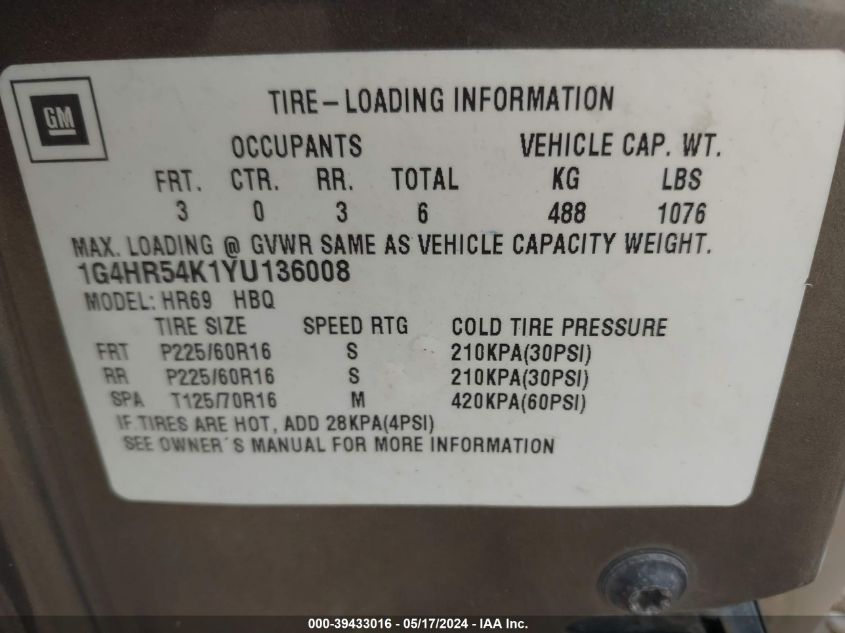 GM
TIRE-LOADING INFORMATION
OCCUPANTS VEHICLE CAP. WT.
FRT. CTR. RR. TOTAL KG LBS
3 0 3 6 488 1076
MAX. LOADING @ GVWR SAME AS VEHICLE CAPACITY WEIGHT.
1G4HR54K1YU136008
MODEL: HR69 HBQ
TIRE SIZE SPEED RTG COLD TIRE PRESSURE
FRT P225/60R16 S 210KPA(30PSI)
RR P225/60R16 S 210KPA(30PSI)
SPA T125/70R16 M 420KPA(60PSI)
IF TIRES ARE HOT, ADD 28KPA(4PSI)
SEE OWNER´S MANUAL FOR MORE INFORMATION
000-39433016 - 05/17/2024 - IAA Inc.